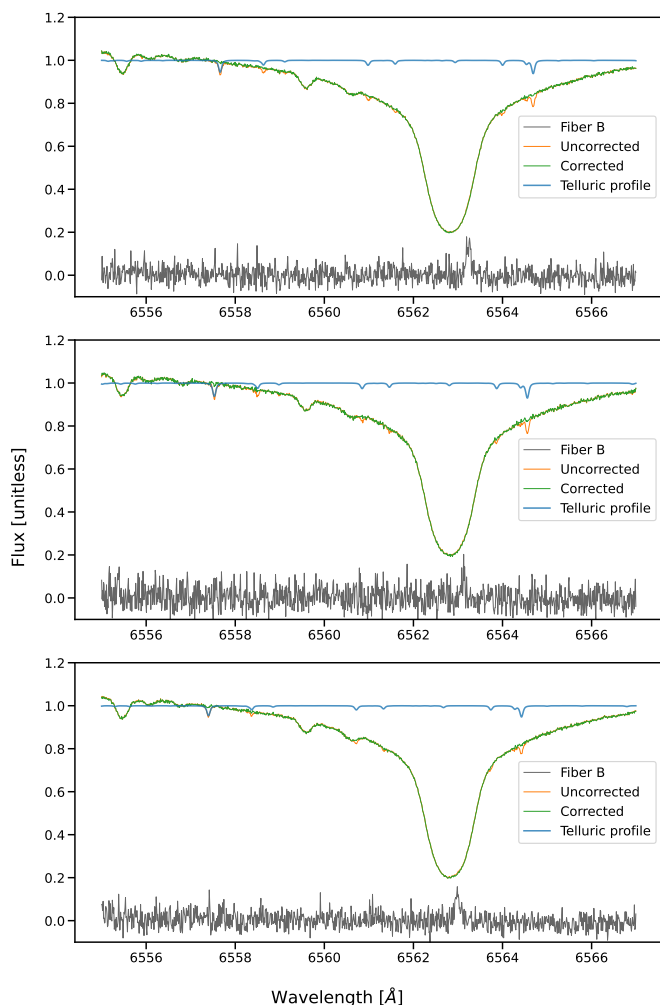 1.2
1.0
0.8
0.6
0.4
0.2
0.0
Fiber B
Uncorrected
Corrected
Telluric profile
6556 6558 6560 6562 6564 6566
1.2
1.0
0.8
0.6
0.4
0.2
0.0
Fiber B
Uncorrected
Corrected
Telluric profile
6556 6558 6560 6562 6564 6566
Flux [unitless]
1.2
1.0
0.8
0.6
0.4
0.2
0.0
Fiber B
Uncorrected
Corrected
Telluric profile
6556 6558 6560 6562 6564 6566
Wavelength [Å]